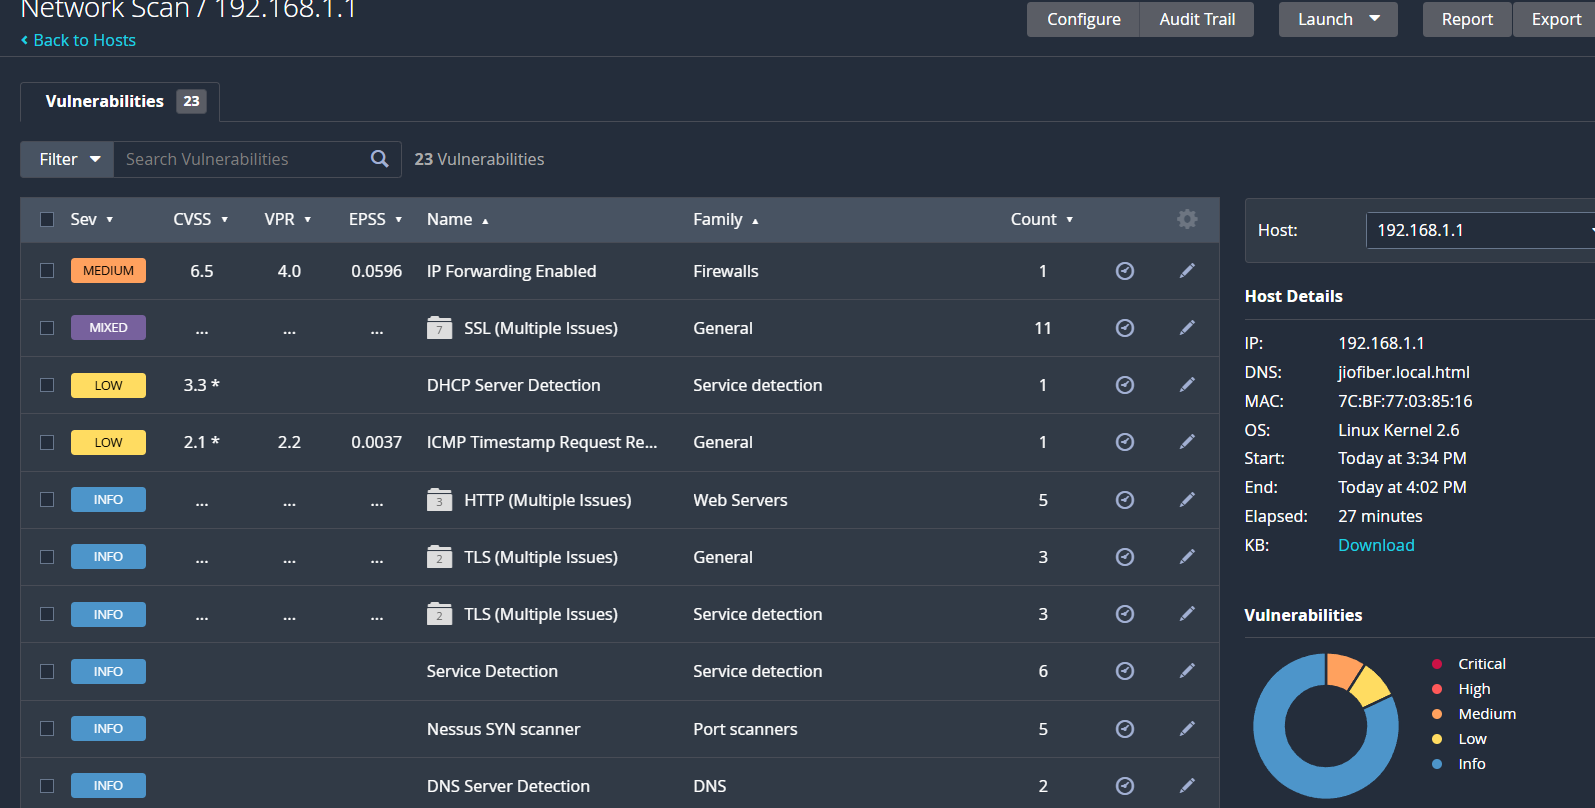 Network Scan / 192.168.1.1
Back to Hosts
Configure Audit Trail Launch Report Export
Vulnerabilities 23
Filter Search Vulnerabilities 23 Vulnerabilities
Sev CVSS VPR EPSS Name Family Count
MEDIUM 6.5 4.0 0.0596 IP Forwarding Enabled Firewalls 1
MIXED ... ... ... 7 SSL (Multiple Issues) General 11
LOW 3.3 * DHCP Server Detection Service detection 1
LOW 2.1 * 2.2 0.0037 ICMP Timestamp Request Re... General 1
INFO ... ... ... 3 HTTP (Multiple Issues) Web Servers 5
INFO ... ... ... 2 TLS (Multiple Issues) General 3
INFO ... ... ... 2 TLS (Multiple Issues) Service detection 3
INFO Service Detection Service detection 6
INFO Nessus SYN scanner Port scanners 5
INFO DNS Server Detection DNS 2
Host: 192.168.1.1
Host Details
IP: 192.168.1.1
DNS: jiofiber.local.html
MAC: 7C:BF:77:03:85:16
OS: Linux Kernel 2.6
Start: Today at 3:34 PM
End: Today at 4:02 PM
Elapsed: 27 minutes
KB: Download
Vulnerabilities
Critical
High
Medium
Low
Info